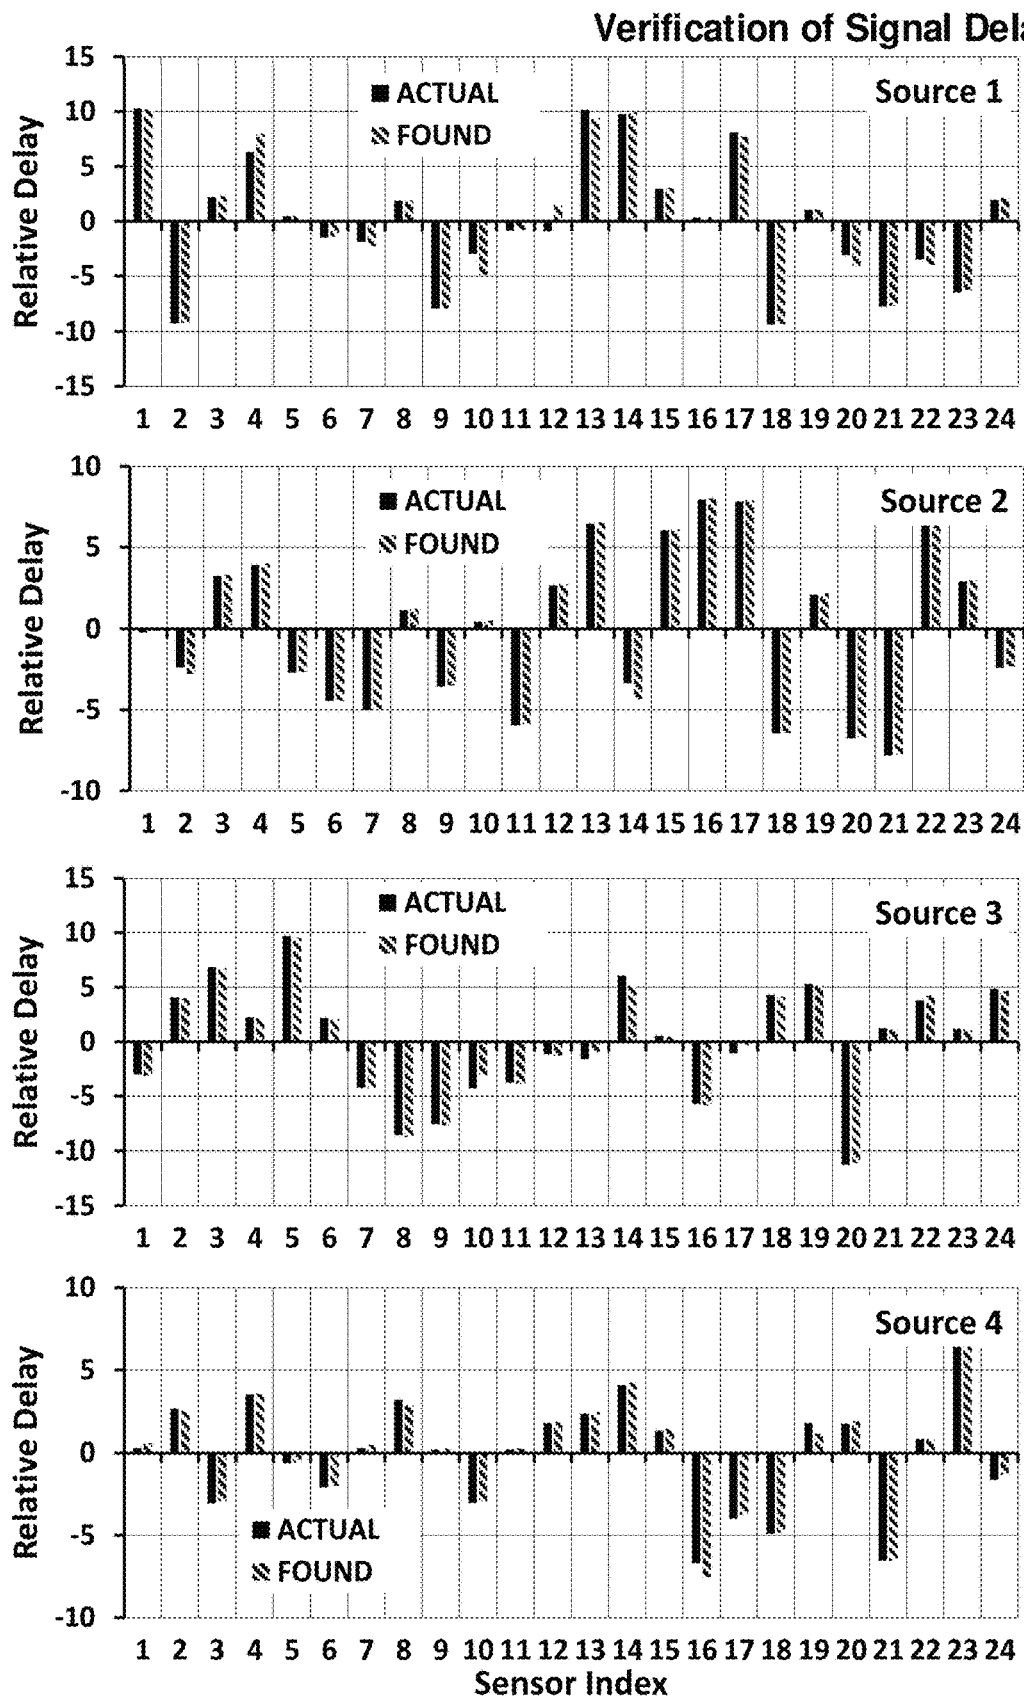 Verification of Signal Dela
15
10
5
0
-5
-10
-15
Relative Delay
ACTUAL
FOUND
Source 1
1 2 3 4 5 6 7 8 9 10 11 12 13 14 15 16 17 18 19 20 21 22 23 24
10
5
0
-5
-10
Relative Delay
ACTUAL
FOUND
Source 2
1 2 3 4 5 6 7 8 9 10 11 12 13 14 15 16 17 18 19 20 21 22 23 24
15
10
5
0
-5
-10
-15
Relative Delay
ACTUAL
FOUND
Source 3
1 2 3 4 5 6 7 8 9 10 11 12 13 14 15 16 17 18 19 20 21 22 23 24
10
5
0
-5
-10
Relative Delay
Source 4
ACTUAL
FOUND
1 2 3 4 5 6 7 8 9 10 11 12 13 14 15 16 17 18 19 20 21 22 23 24
Sensor Index